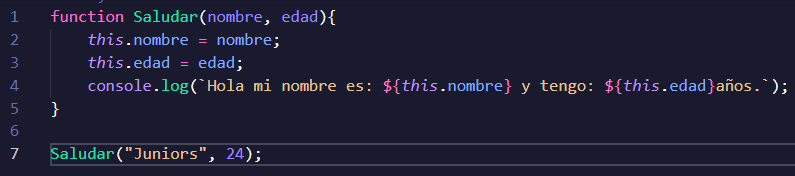 1 function Saludar(nombre, edad){
2     this.nombre = nombre;
3     this.edad = edad;
4     console.log(`Hola mi nombre es: ${this.nombre} y tengo: ${this.edad}años.`);
5 }
6
7 Saludar("Juniors", 24);